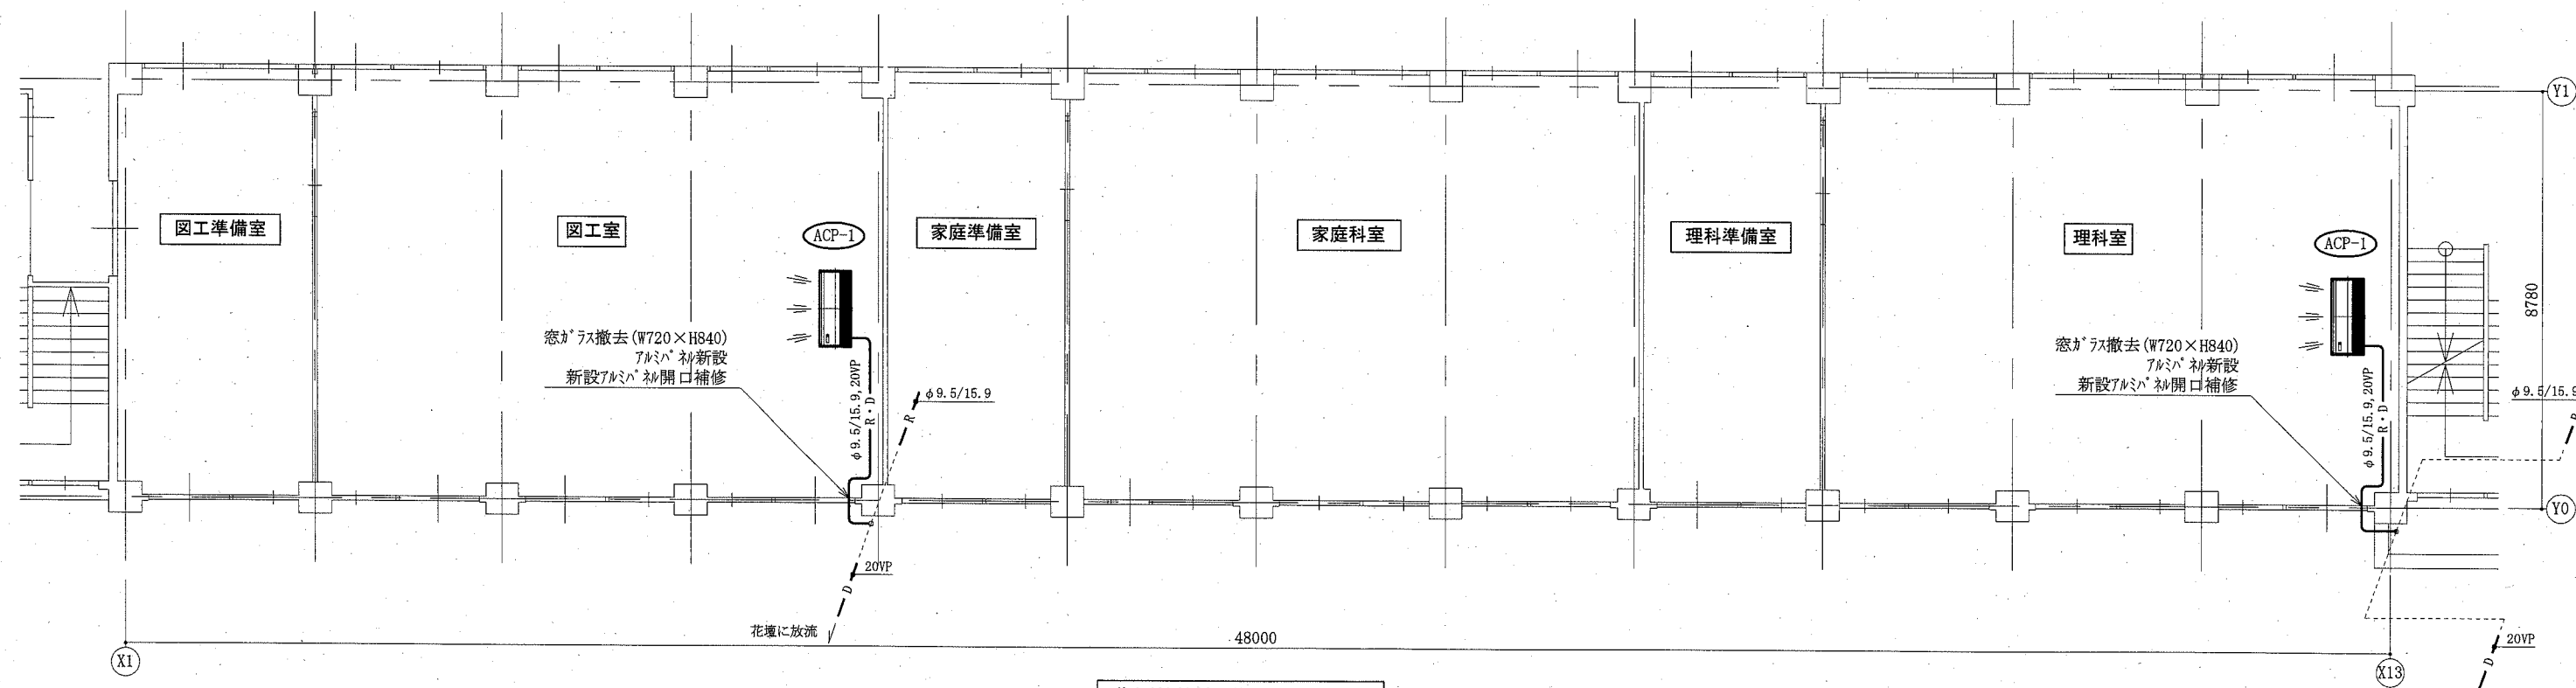 Y1
図工準備室
図工室
ACP-1
家庭準備室
家庭科室
理科準備室
理科室
ACP-1
8780
窓ガラス撤去(W720×H840)
アルミパネル新設
新設アルミパネル開口補修
φ9.5/15.9,20VP
R・D
φ9.5/15.9
R
窓ガラス撤去(W720×H840)
アルミパネル新設
新設アルミパネル開口補修
φ9.5/15.9,20VP
R・D
φ9.5/15.9
Y0
20VP
D
花壇に放流
48000
20VP
D
X1
X13